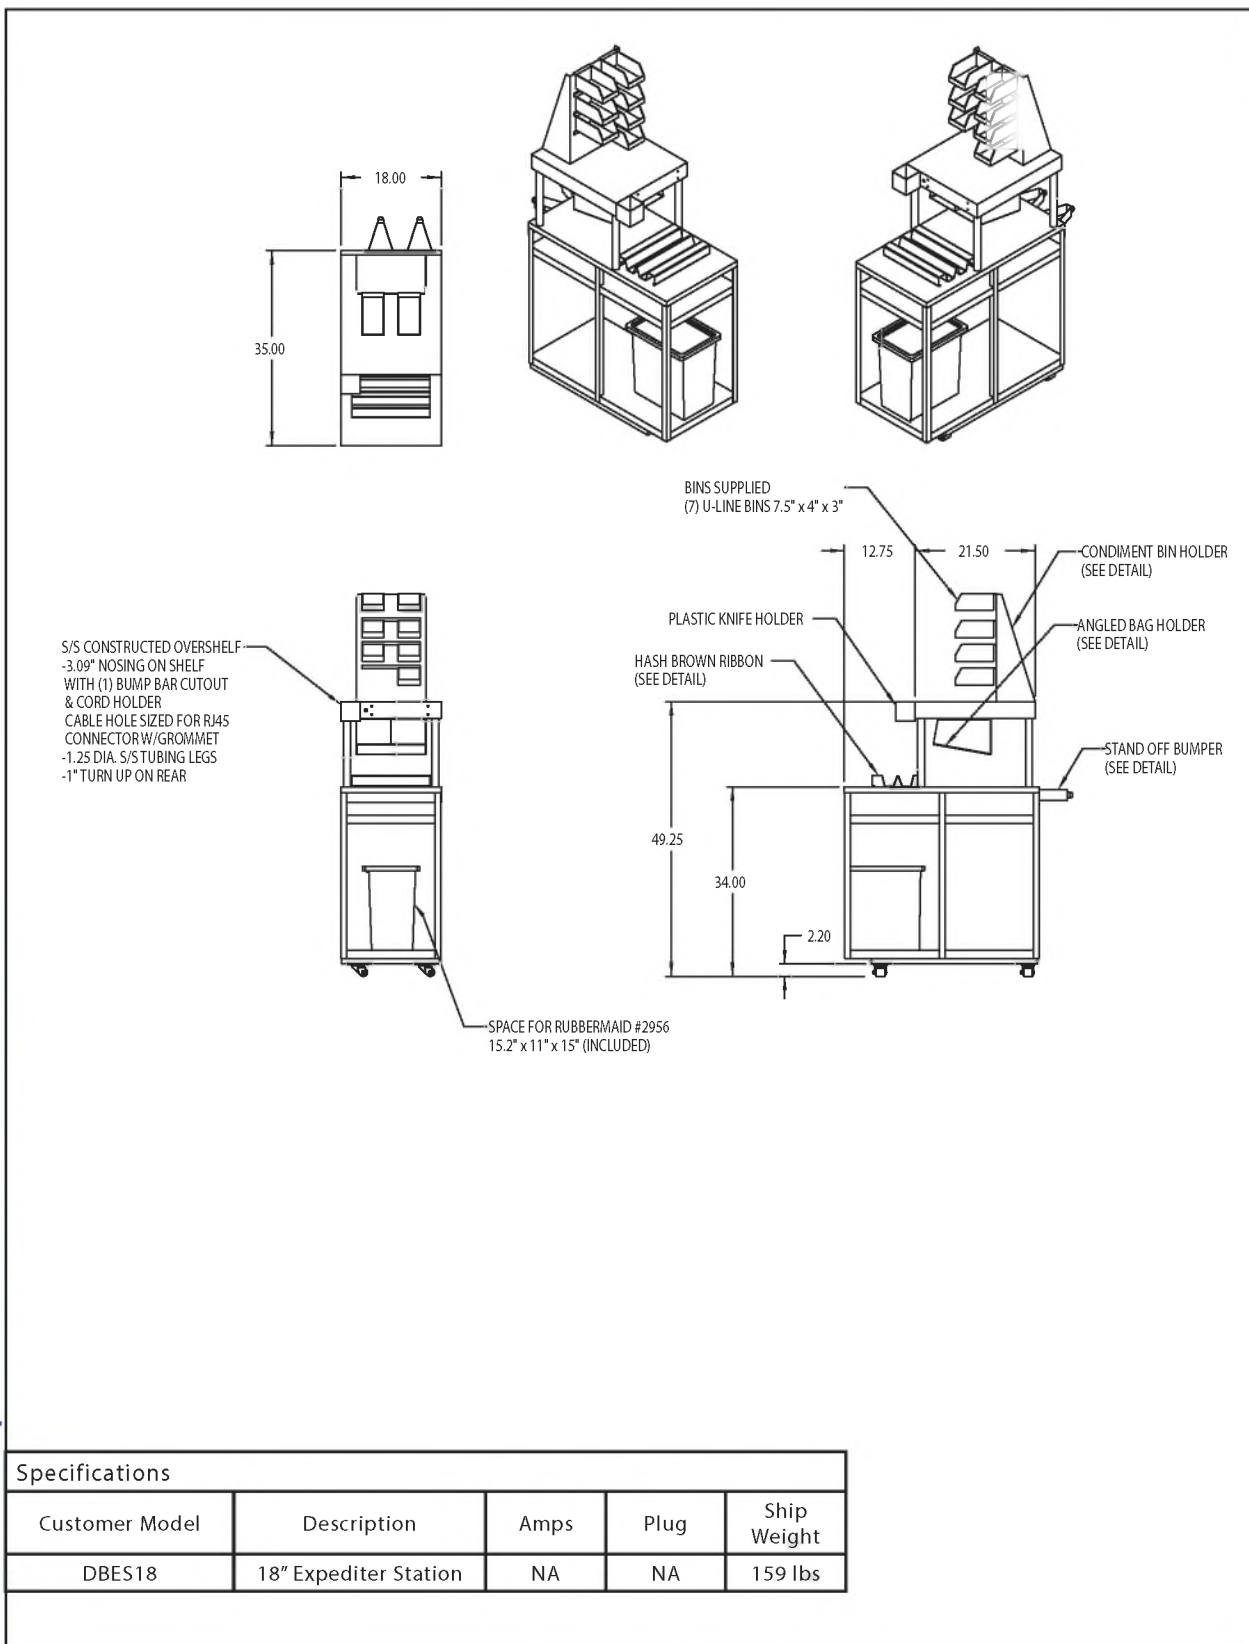 18.00
35.00
BINS SUPPLIED
(7) U-LINE BINS 7.5" x 4" x 3"
12.75
21.50
CONDIMENT BIN HOLDER
(SEE DETAIL)
PLASTIC KNIFE HOLDER
ANGLED BAG HOLDER
(SEE DETAIL)
HASH BROWN RIBBON
(SEE DETAIL)
S/S CONSTRUCTED OVERSHELF
-3.09" NOSING ON SHELF
WITH (1) BUMP BAR CUTOUT
& CORD HOLDER
CABLE HOLE SIZED FOR RJ45
CONNECTOR W/GROMMET
-1.25 DIA. S/S TUBING LEGS
-1" TURN UP ON REAR
STAND OFF BUMPER
(SEE DETAIL)
49.25
34.00
2.20
SPACE FOR RUBBERMAID #2956
15.2" x 11" x 15" (INCLUDED)
Specifications
Customer Model Description Amps Plug Ship Weight
DBES18 18" Expediter Station NA NA 159 lbs